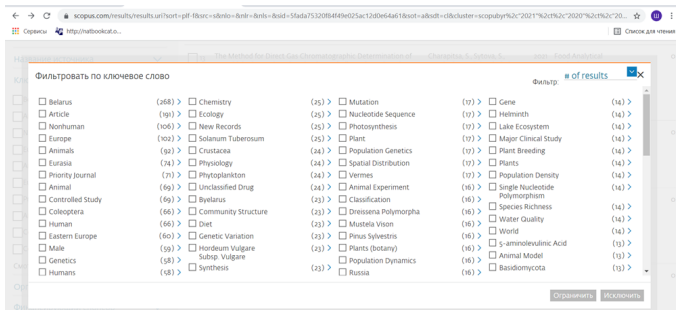 scopus.com/results/results.uri?sort=plf-f&src=s&nlo=&nlr=&nls=&sid=5fada75320f84f49e025ac12d0e64a61&sot=a&sdt=cl&cluster=scopubyr%2c"2021"%2ct%2c"2020"%2ct%2c"20...
Ш
Сервисы
http://natbookcat.o...
Список для чтения
Фильтровать по ключевое слово
Фильтр:
# of results
Belarus (268)
Article (191)
Nonhuman (106)
Europe (102)
Animals (92)
Eurasia (74)
Priority Journal (71)
Animal (69)
Controlled Study (69)
Coleoptera (66)
Human (66)
Eastern Europe (60)
Male (59)
Genetics (58)
Humans (58)
Chemistry (25)
Ecology (25)
New Records (25)
Solanum Tuberosum (25)
Crustacea (24)
Physiology (24)
Phytoplankton (24)
Unclassified Drug (24)
Byelarus (23)
Community Structure (23)
Diet (23)
Genetic Variation (23)
Hordeum Vulgare (23)
Subsp. Vulgare
Synthesis (23)
Mutation (17)
Nucleotide Sequence (17)
Photosynthesis (17)
Plant (17)
Population Genetics (17)
Spatial Distribution (17)
Vermes (17)
Animal Experiment (16)
Classification (16)
Dreissena Polymorpha (16)
Mustela Vison (16)
Pinus Sylvestris (16)
Plants (botany) (16)
Population Dynamics (16)
Russia (16)
Gene (14)
Helminth (14)
Lake Ecosystem (14)
Major Clinical Study (14)
Plant Breeding (14)
Plants (14)
Population Density (14)
Single Nucleotide (14)
Polymorphism
Species Richness (14)
Water Quality (14)
World (14)
5-aminolevulinic Acid (13)
Animal Model (13)
Basidiomycota (13)
Ограничить
Исключить